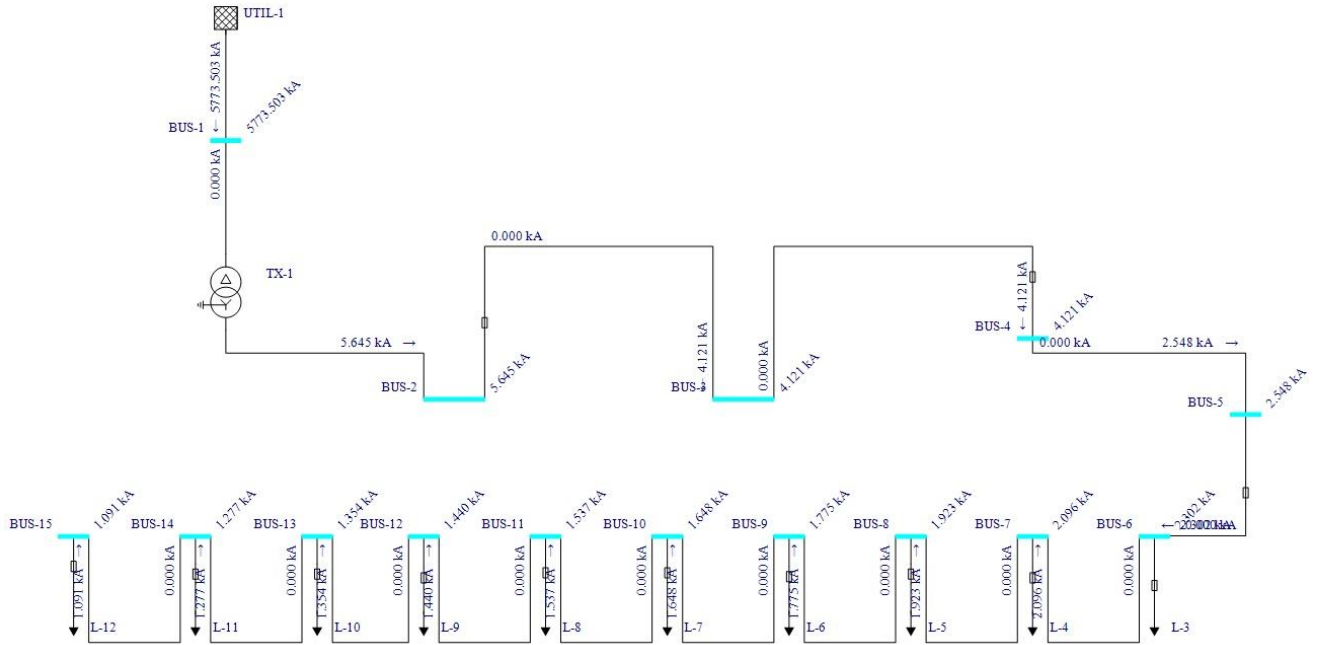 UTIL-1
5773.503 kA
←
BUS-1
5773.503 kA
0.000 kA
TX-1
5.645 kA →
BUS-2
5.645 kA
0.000 kA
4.121 kA
0.000 kA
4.121 kA
4.121 kA
←
BUS-4
4.121 kA
0.000 kA
2.548 kA →
BUS-5
2.548 kA
BUS-15
1.091 kA
1.091 kA →
L-12
BUS-14
1.277 kA
0.000 kA
1.277 kA →
L-11
BUS-13
1.354 kA
0.000 kA
1.354 kA →
L-10
BUS-12
1.440 kA
0.000 kA
1.440 kA →
L-9
BUS-11
1.537 kA
0.000 kA
1.537 kA →
L-8
BUS-10
1.648 kA
0.000 kA
1.648 kA →
L-7
BUS-9
1.775 kA
0.000 kA
1.775 kA →
L-6
BUS-8
1.923 kA
0.000 kA
1.923 kA →
L-5
BUS-7
2.096 kA
0.000 kA
2.096 kA →
L-4
BUS-6
0.000 kA
L-3